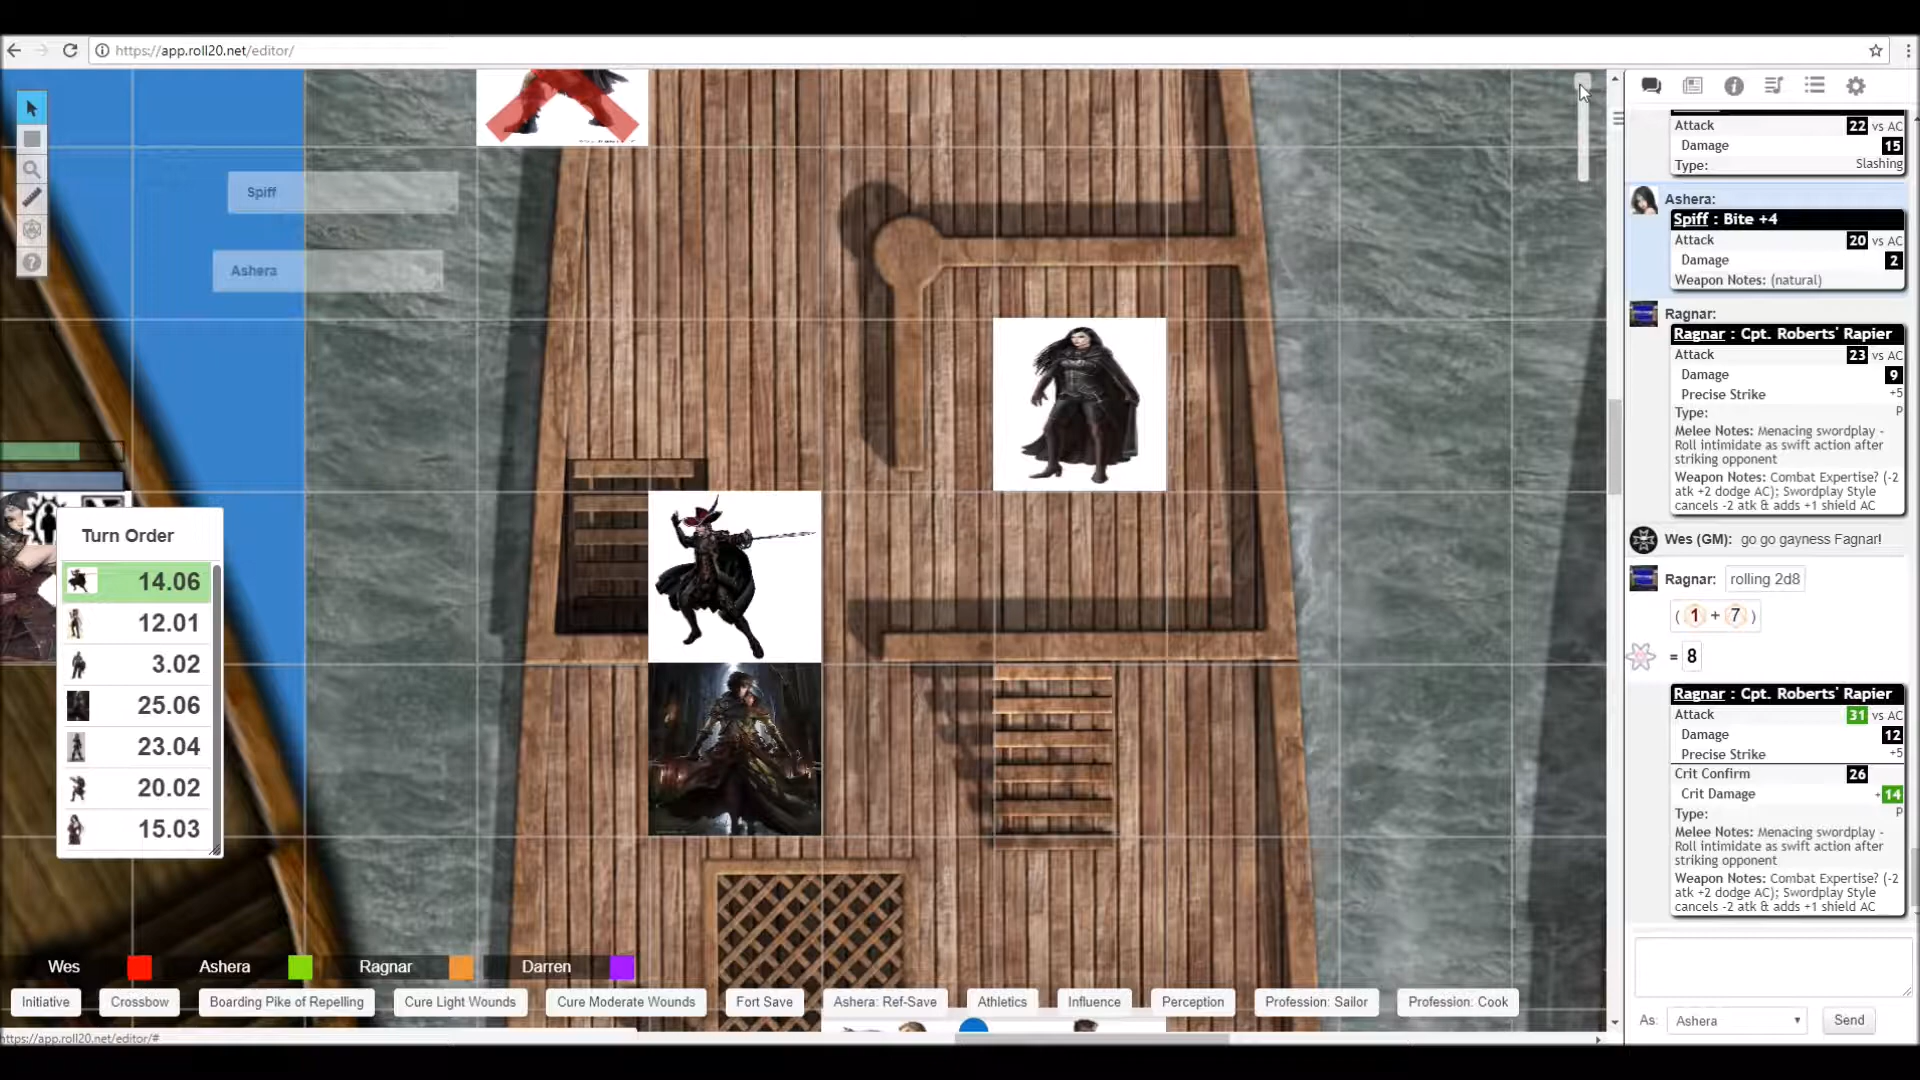 https://app.roll20.net/editor/
Spiff
Ashera
Turn Order
14.06
12.01
3.02
25.06
23.04
20.02
15.03
Wes
Ashera
Ragnar
Darren
Initiative
Crossbow
Boarding Pike of Repelling
Cure Light Wounds
Cure Moderate Wounds
Fort Save
Ashera: Ref-Save
Athletics
Influence
Perception
Profession: Sailor
Profession: Cook
https://app.roll20.net/editor/#
Attack 22 vs AC
Damage 15
Type: Slashing
Ashera:
Spiff : Bite +4
Attack 20 vs AC
Damage 2
Weapon Notes: (natural)
Ragnar:
Ragnar : Cpt. Roberts' Rapier
Attack 23 vs AC
Damage 9
Precise Strike +5
Type: P
Melee Notes: Menacing swordplay -
Roll intimidate as swift action after
striking opponent
Weapon Notes: Combat Expertise? (-2
atk +2 dodge AC); Swordplay Style
cancels -2 atk & adds +1 shield AC
Wes (GM): go go gayness Fagnar!
Ragnar: rolling 2d8
(1 + 7)
= 8
Ragnar : Cpt. Roberts' Rapier
Attack 31 vs AC
Damage 12
Precise Strike +5
Crit Confirm 26
Crit Damage +14
Type: P
Melee Notes: Menacing swordplay -
Roll intimidate as swift action after
striking opponent
Weapon Notes: Combat Expertise? (-2
atk +2 dodge AC); Swordplay Style
cancels -2 atk & adds +1 shield AC
As: Ashera Send